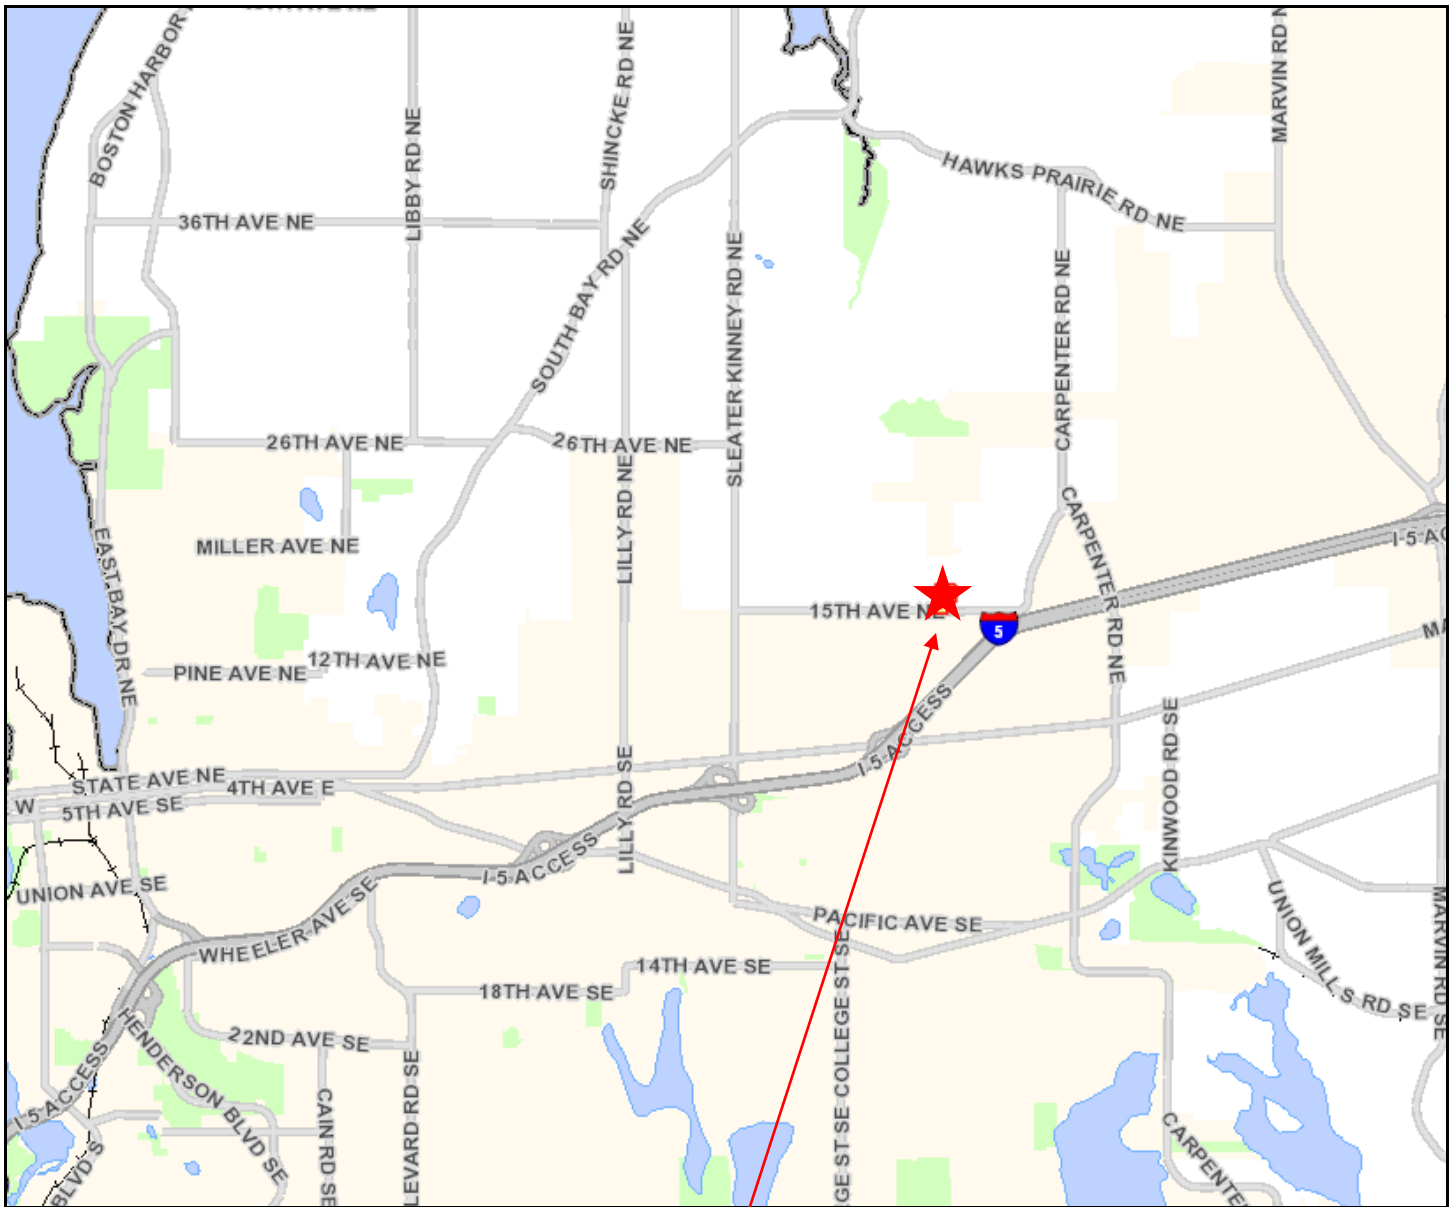 BOSTON HARBOR
LIBBY RD NE
SHINCKE RD NE
MARVIN RD N
HAWKS PRAIRIE RD NE
36TH AVE NE
SOUTH BAY RD NE
SLEATER KINNEY RD NE
CARPENTER RD NE
26TH AVE NE
26TH AVE NE
LILLY RD NE
MILLER AVE NE
CARPENTER RD NE
I 5 AC
EAST BAY DR NE
15TH AVE NE
5
MA
12TH AVE NE
PINE AVE NE
I 5 ACCESS
KINWOOD RD SE
STATE AVE NE
4TH AVE E
LILLY RD SE
W
5TH AVE SE
I 5 ACCESS
UNION AVE SE
PACIFIC AVE SE
WHEELER AVE SE
UNION MILLS RD SE
MARVIN RD SE
14TH AVE SE
18TH AVE SE
COLLEGE ST SE
GE ST SE
22ND AVE SE
HENDERSON BLVD SE
I 5 ACCESS
CAIN RD SE
LEVARD RD SE
BLVD S
CARPENTE